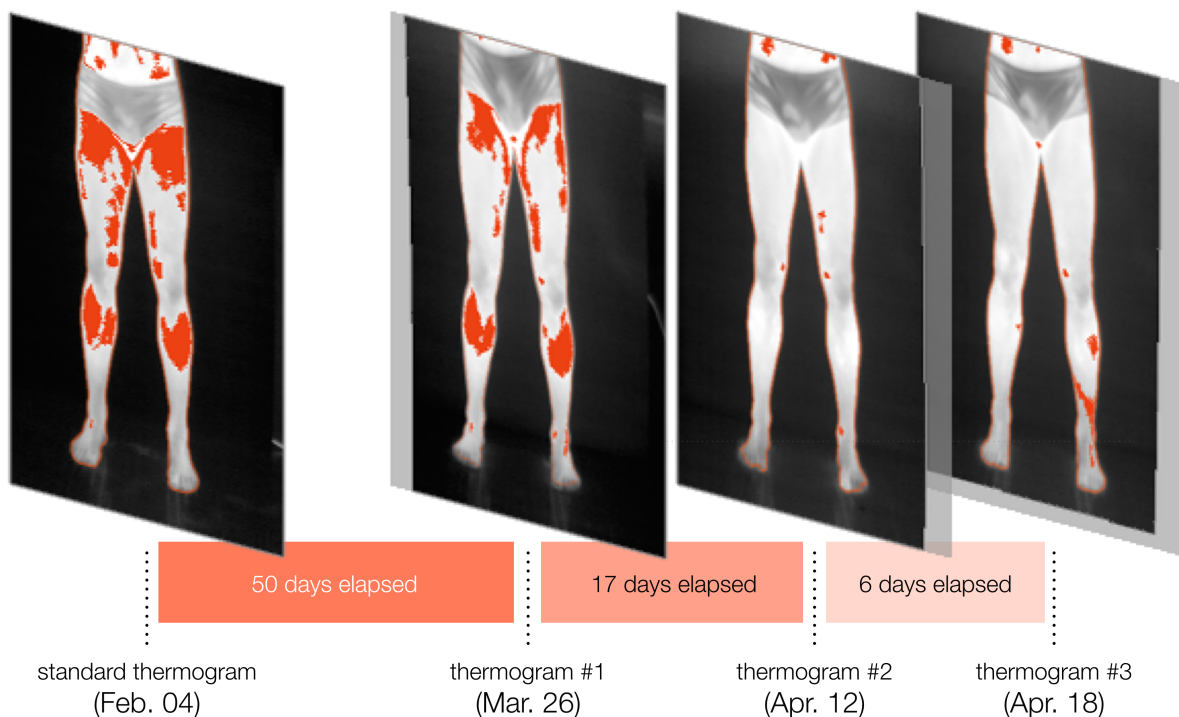 50 days elapsed
17 days elapsed
6 days elapsed
standard thermogram
(Feb. 04)
thermogram #1
(Mar. 26)
thermogram #2
(Apr. 12)
thermogram #3
(Apr. 18)